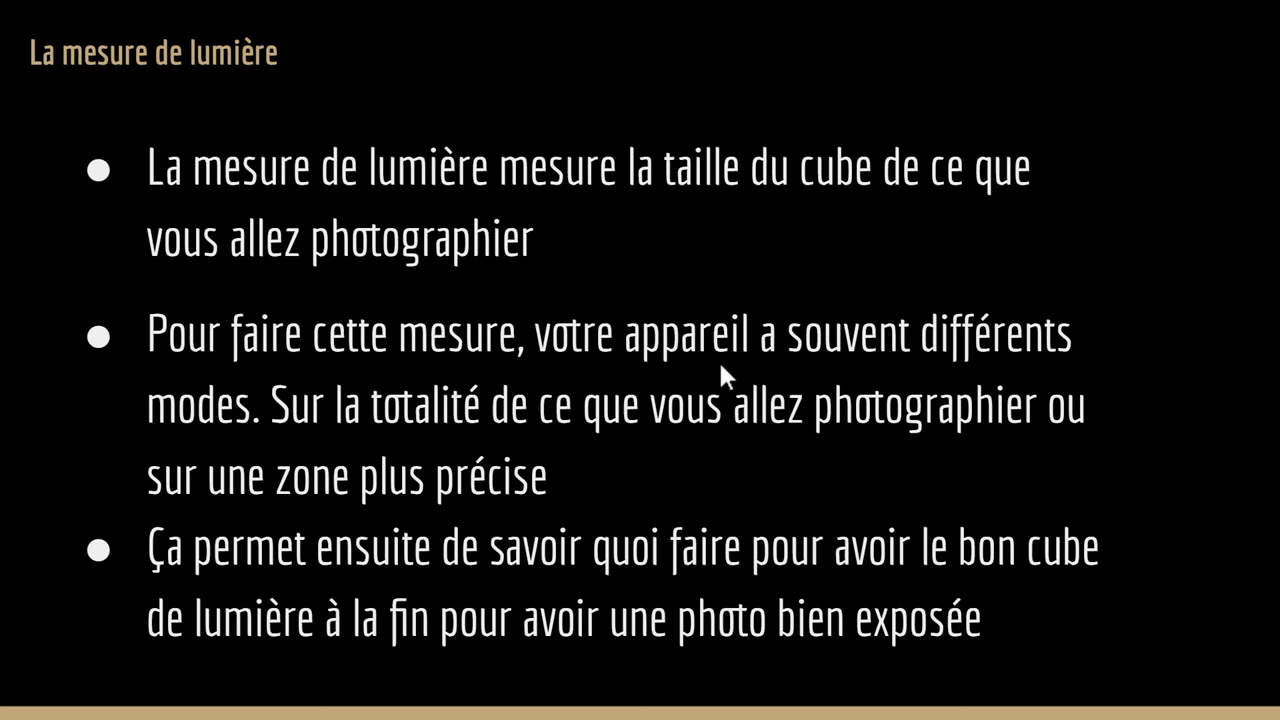 La mesure de lumière
● La mesure de lumière mesure la taille du cube de ce que
vous allez photographier
● Pour faire cette mesure, votre appareil a souvent différents
modes. Sur la totalité de ce que vous allez photographier ou
sur une zone plus précise
● Ça permet ensuite de savoir quoi faire pour avoir le bon cube
de lumière à la fin pour avoir une photo bien exposée